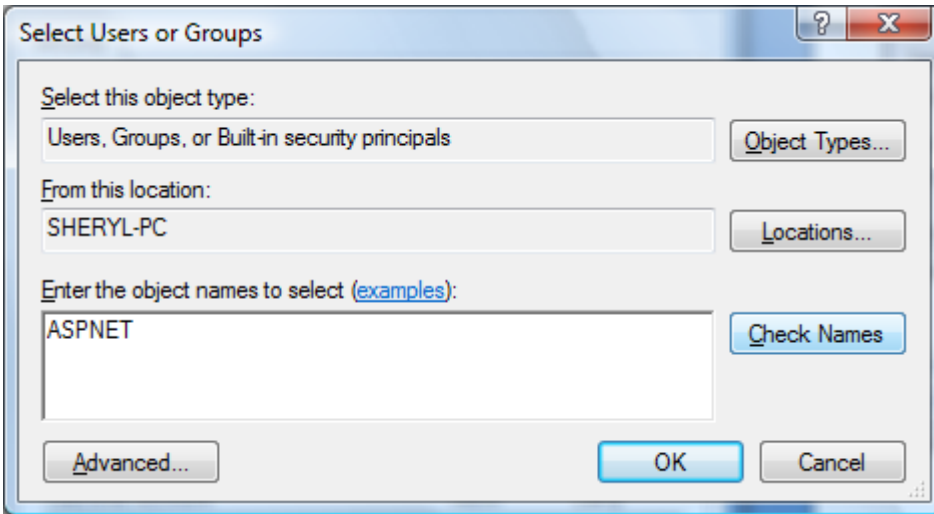 Select Users or Groups
Select this object type:
Users, Groups, or Built-in security principals
Object Types...
From this location:
SHERYL-PC
Locations...
Enter the object names to select (examples):
ASPNET
Check Names
Advanced...
OK
Cancel